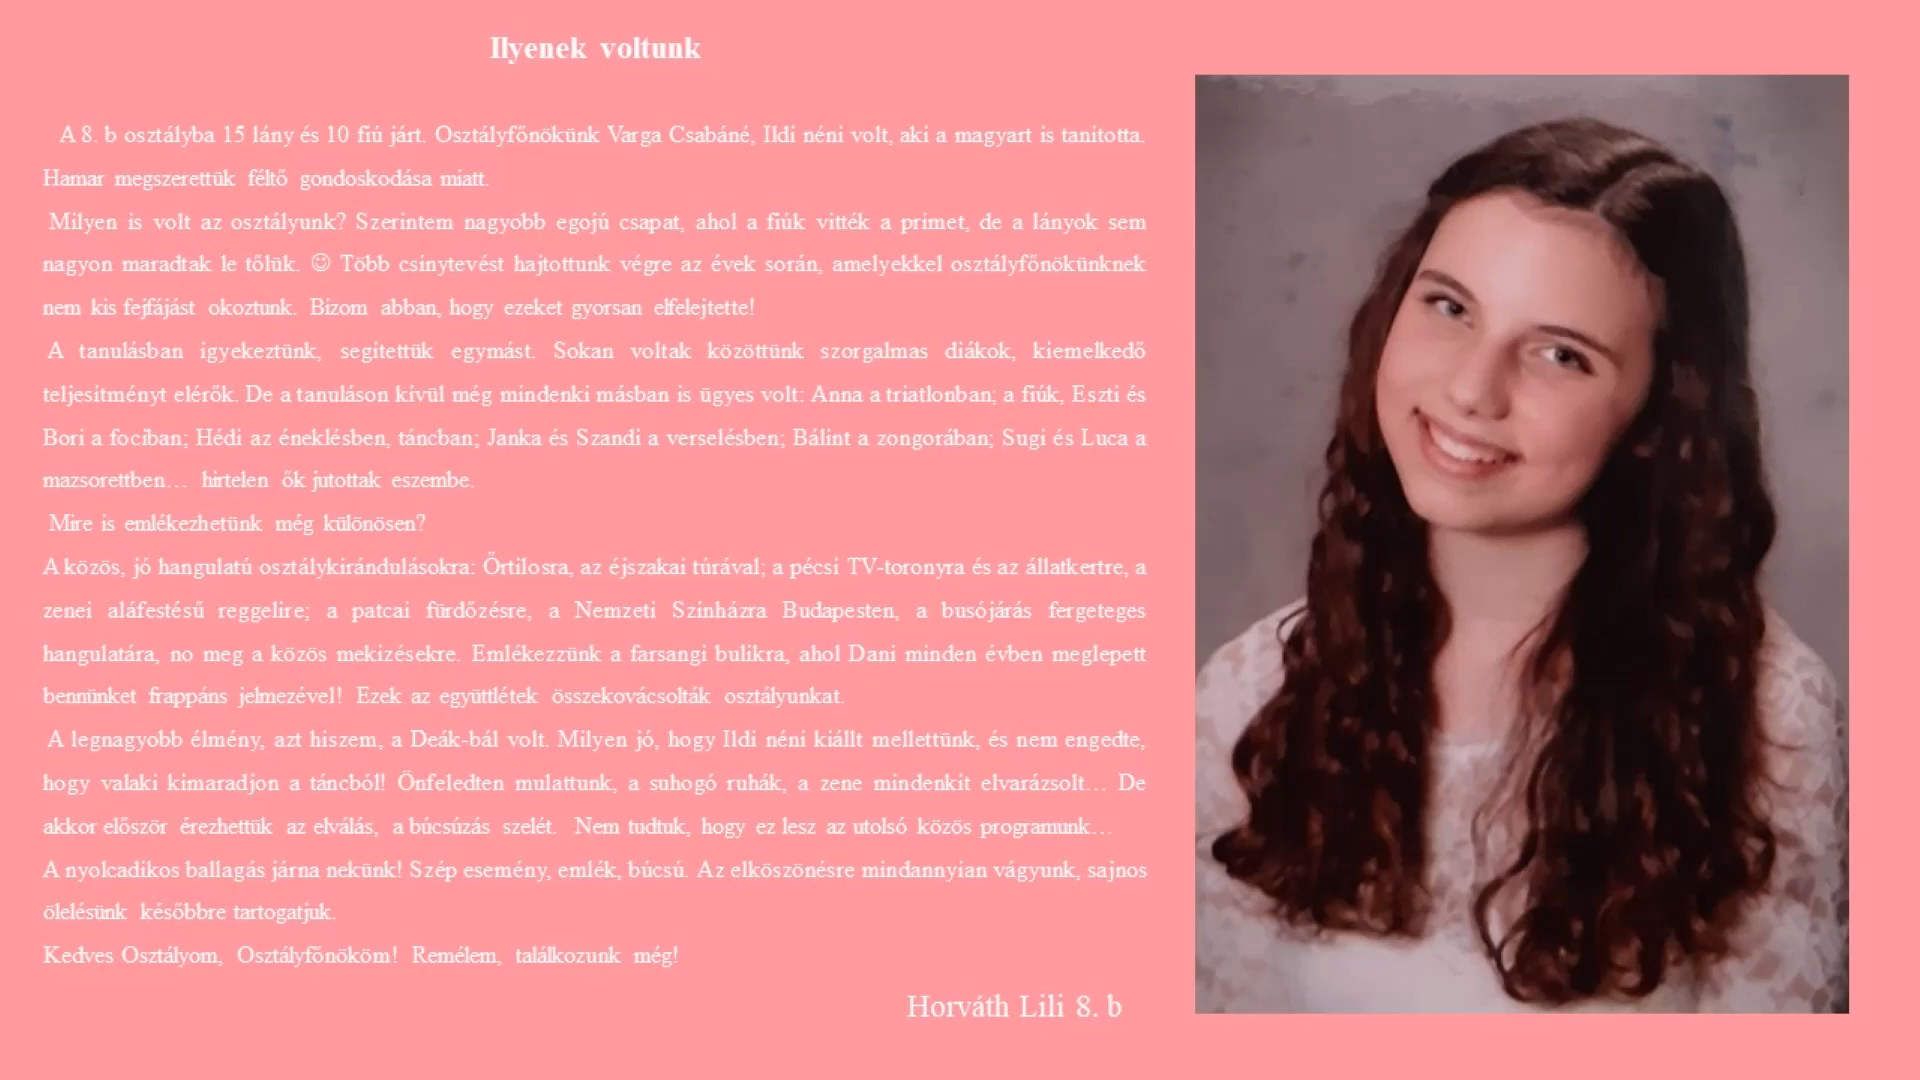 Ilyenek voltunk
A 8. b osztályba 15 lány és 10 fiú járt. Osztályfőnökünk Varga Csabáné, Ildi néni volt, aki a magyart is tanította.
Hamar megszerettük féltő gondoskodása miatt.
Milyen is volt az osztályunk? Szerintem nagyobb egojú csapat, ahol a fiúk vitték a prímet, de a lányok sem
nagyon maradtak le tőlük. ☺ Több csínytevést hajtottunk végre az évek során, amelyekkel osztályfőnökünknek
nem kis fejfájást okoztunk. Bízom abban, hogy ezeket gyorsan elfelejtette!
A tanulásban igyekeztünk, segítettük egymást. Sokan voltak közöttünk szorgalmas diákok, kiemelkedő
teljesítményt elérők. De a tanuláson kívül még mindenki másban is ügyes volt: Anna a triatlonban; a fiúk, Eszti és
Bori a fociban; Hédi az éneklésben, táncban; Janka és Szandi a verselésben; Bálint a zongorában; Sugi és Luca a
mazsorettben… hirtelen ők jutottak eszembe.
Mire is emlékezhetünk még különösen?
A közös, jó hangulatú osztálykirándulásokra: Őrtilosra, az éjszakai túrával; a pécsi TV-toronyra és az állatkertre, a
zenei aláfestésű reggelire; a patcai fürdőzésre, a Nemzeti Színházra Budapesten, a busójárás fergeteges
hangulatára, no meg a közös mekizésekre. Emlékezzünk a farsangi bulikra, ahol Dani minden évben meglepett
bennünket frappáns jelmezével! Ezek az együttlétek összekovácsolták osztályunkat.
A legnagyobb élmény, azt hiszem, a Deák-bál volt. Milyen jó, hogy Ildi néni kiállt mellettünk, és nem engedte,
hogy valaki kimaradjon a táncból! Önfeledten mulattunk, a suhogó ruhák, a zene mindenkit elvarázsolt… De
akkor először érezhettük az elválás, a búcsúzás szelét. Nem tudtuk, hogy ez lesz az utolsó közös programunk…
A nyolcadikos ballagás járna nekünk! Szép esemény, emlék, búcsú. Az elköszönésre mindannyian vágyunk, sajnos
ölelésünk későbbre tartogatjuk.
Kedves Osztályom, Osztályfőnököm! Remélem, találkozunk még!
Horváth Lili 8. b